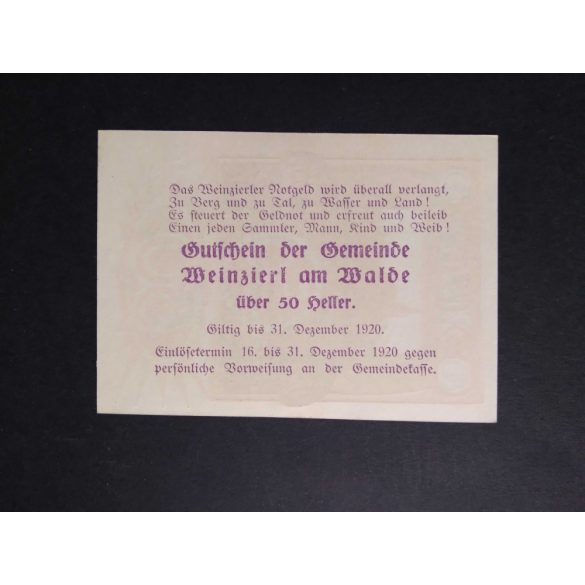 Das Weinzierler Notgeld wird überall verlangt,
Zu Berg und zu Tal, zu Wasser und Land!
Es steuert der Geldnot und erfreut auch beileib
Einen jeden Sammler, Mann, Kind und Weib!
Gutschein der Gemeinde
Weinzierl am Walde
über 50 Heller.
Giltig bis 31. Dezember 1920.
Einlösetermin 16. bis 31. Dezember 1920 gegen
persönliche Vorweisung an der Gemeindekasse.